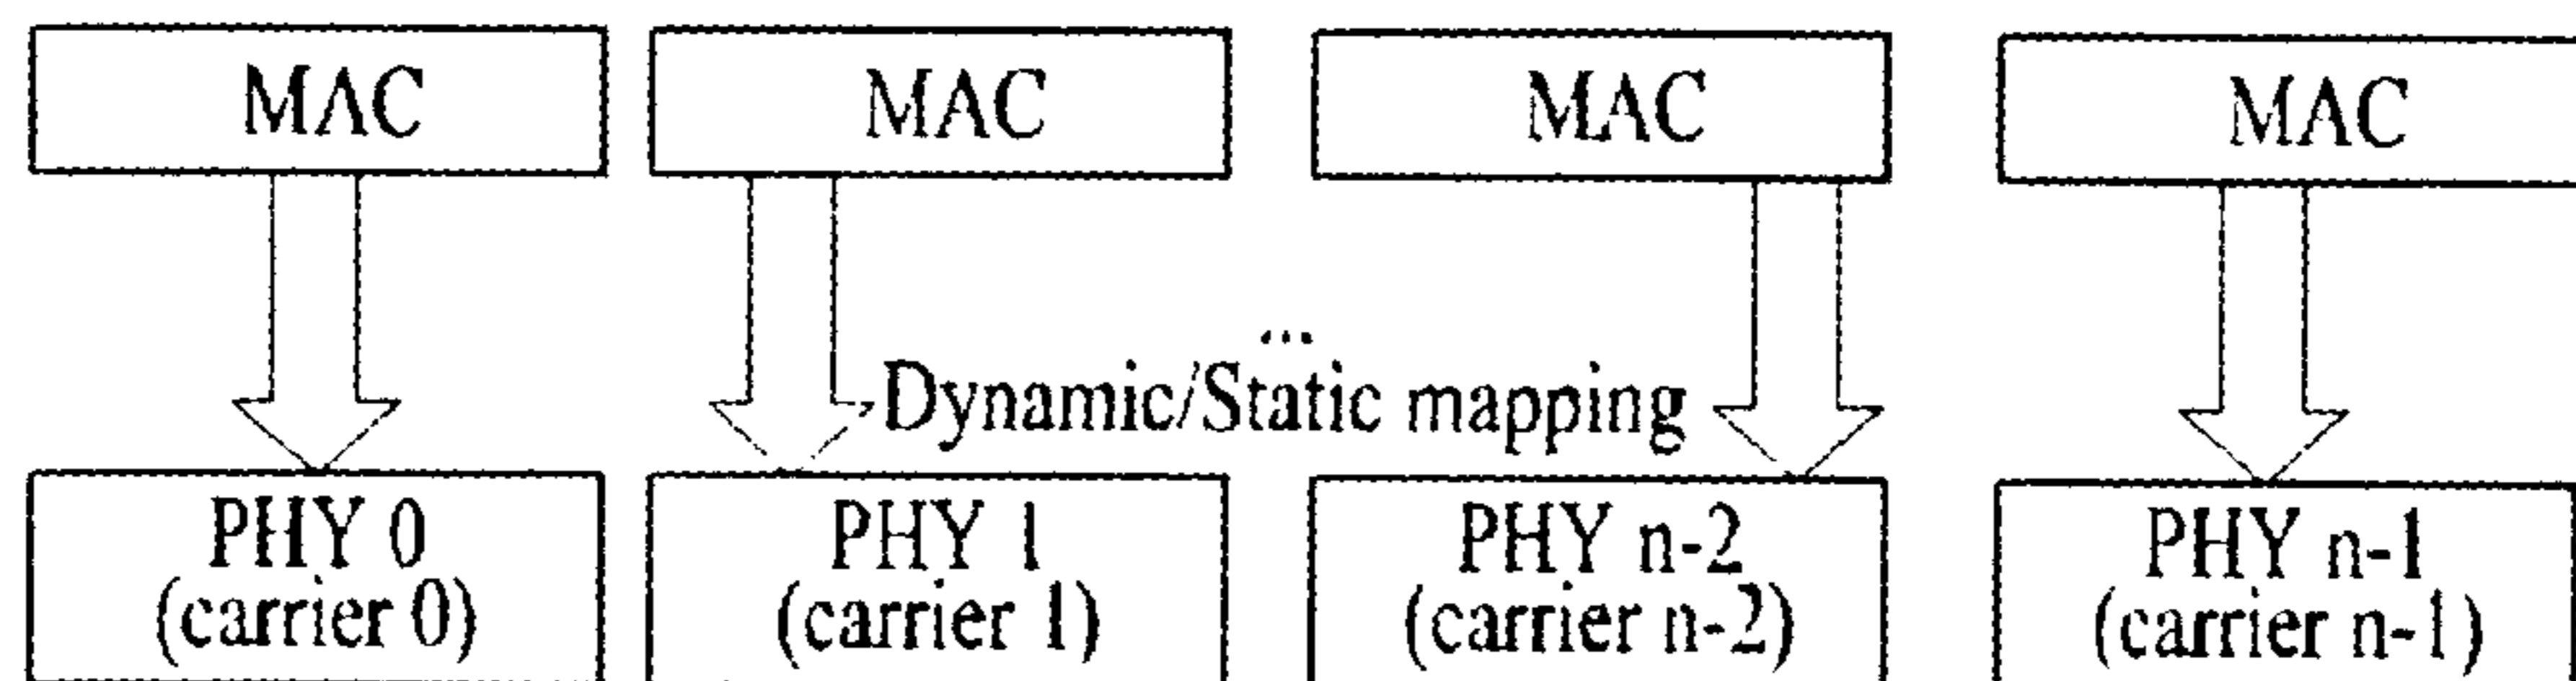 MAC
MAC
MAC
MAC
...
Dynamic/Static mapping
PHY 0
(carrier 0)
PHY 1
(carrier 1)
PHY n-2
(carrier n-2)
PHY n-1
(carrier n-1)